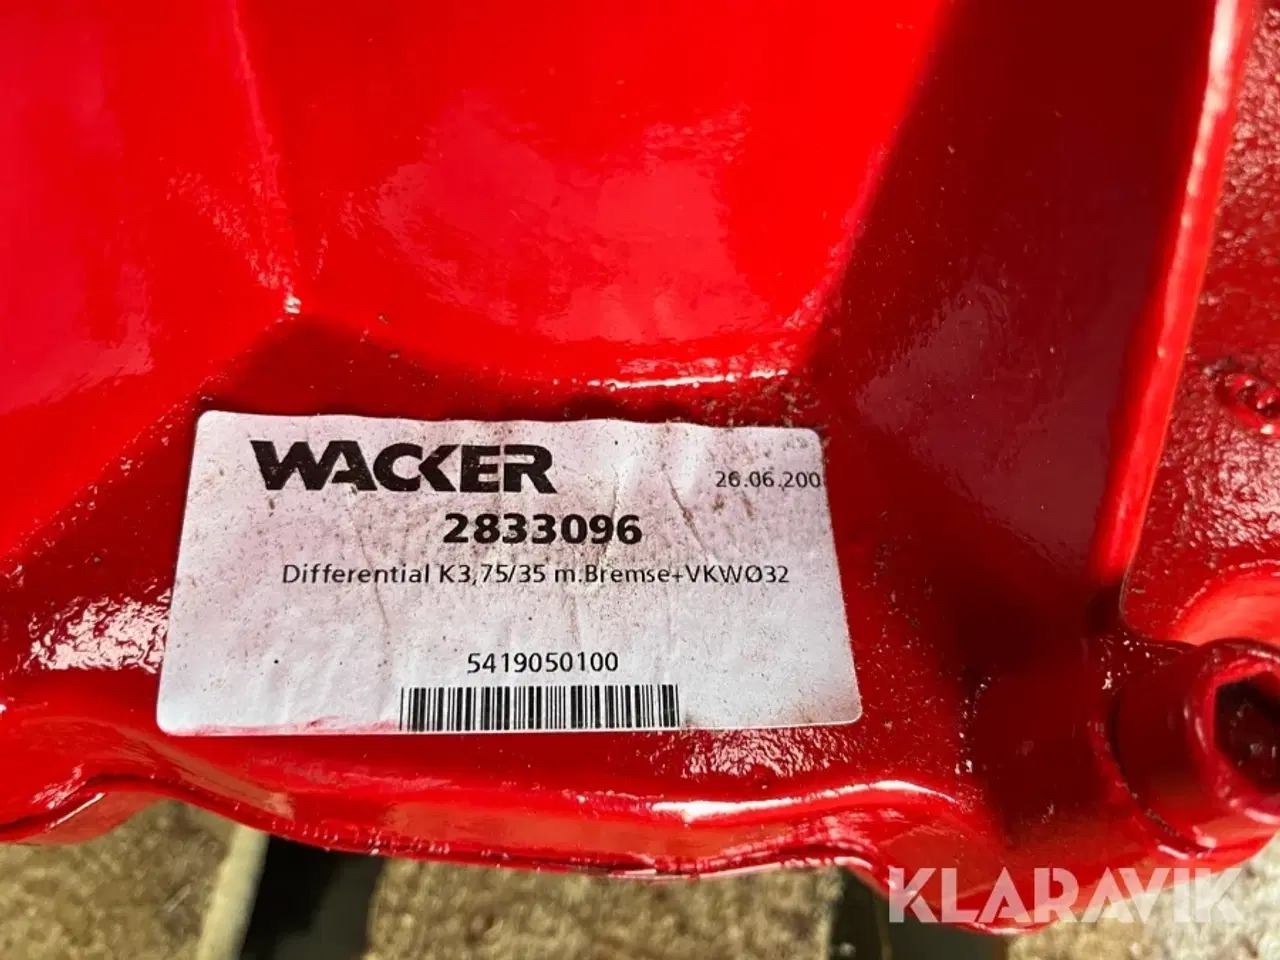 WACKER
26.06.200
2833096
Differential K3,75/35 m.Bremse+VKWØ32
5419050100
KLARAVIK